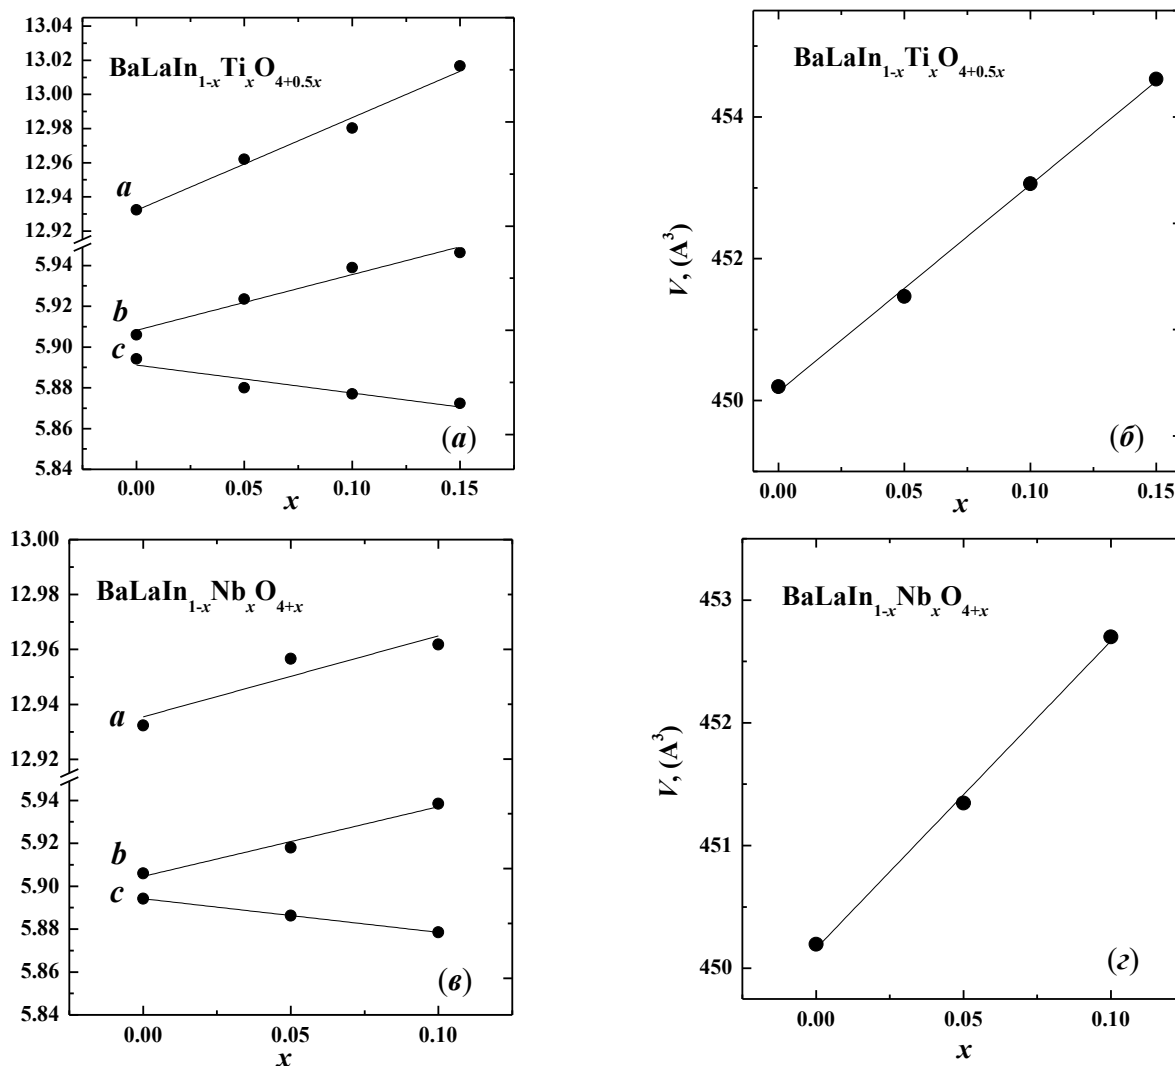 13.04
13.02
13.00
12.98
12.96
12.94
12.92
5.94
5.92
5.90
5.88
5.86
5.84
BaLaIn1-xTixO4+0.5x
a
b
c
(а)
0.00 0.05 0.10 0.15
x
454
452
450
V, (A³)
BaLaIn1-xTixO4+0.5x
(б)
0.00 0.05 0.10 0.15
x
13.00
12.98
12.96
12.94
12.92
5.94
5.92
5.90
5.88
5.86
5.84
BaLaIn1-xNbxO4+x
a
b
c
(в)
0.00 0.05 0.10
x
453
452
451
450
V, (A³)
BaLaIn1-xNbxO4+x
(г)
0.00 0.05 0.10
x